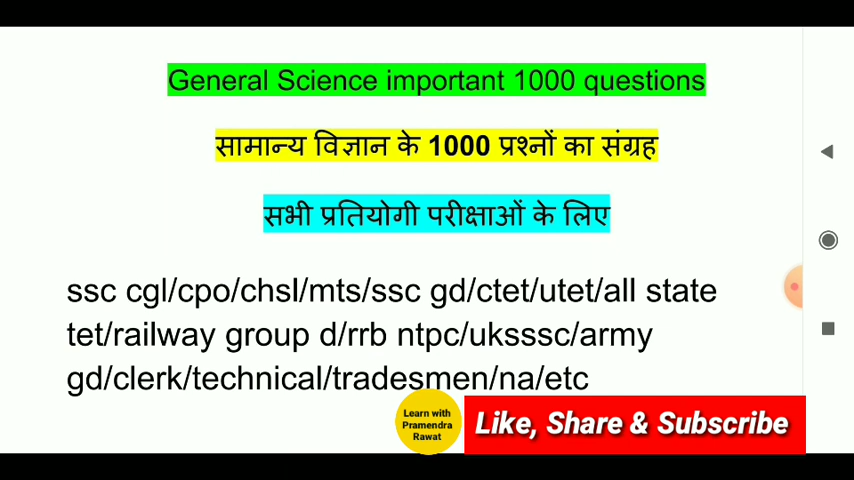 General Science important 1000 questions
सामान्य विज्ञान के 1000 प्रश्नों का संग्रह
सभी प्रतियोगी परीक्षाओं के लिए
ssc cgl/cpo/chsl/mts/ssc gd/ctet/utet/all state
tet/railway group d/rrb ntpc/uksssc/army
gd/clerk/technical/tradesmen/na/etc
Learn with
Pramendra
Rawat
Like, Share & Subscribe